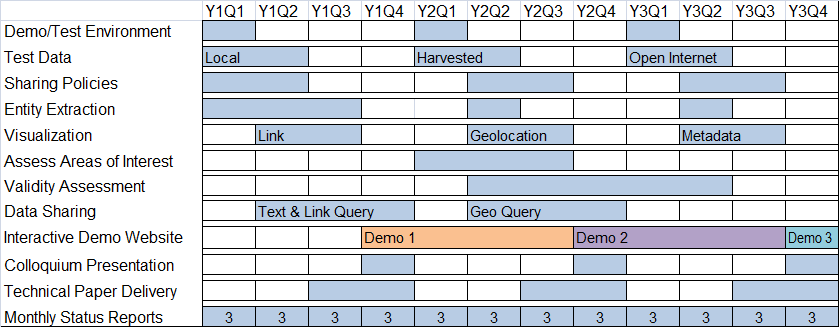 Y1Q1 Y1Q2 Y1Q3 Y1Q4 Y2Q1 Y2Q2 Y2Q3 Y2Q4 Y3Q1 Y3Q2 Y3Q3 Y3Q4
Demo/Test Environment
Test Data Local Harvested Open Internet
Sharing Policies
Entity Extraction
Visualization Link Geolocation Metadata
Assess Areas of Interest
Validity Assessment
Data Sharing Text & Link Query Geo Query
Interactive Demo Website Demo 1 Demo 2 Demo 3
Colloquium Presentation
Technical Paper Delivery
Monthly Status Reports 3 3 3 3 3 3 3 3 3 3 3 3